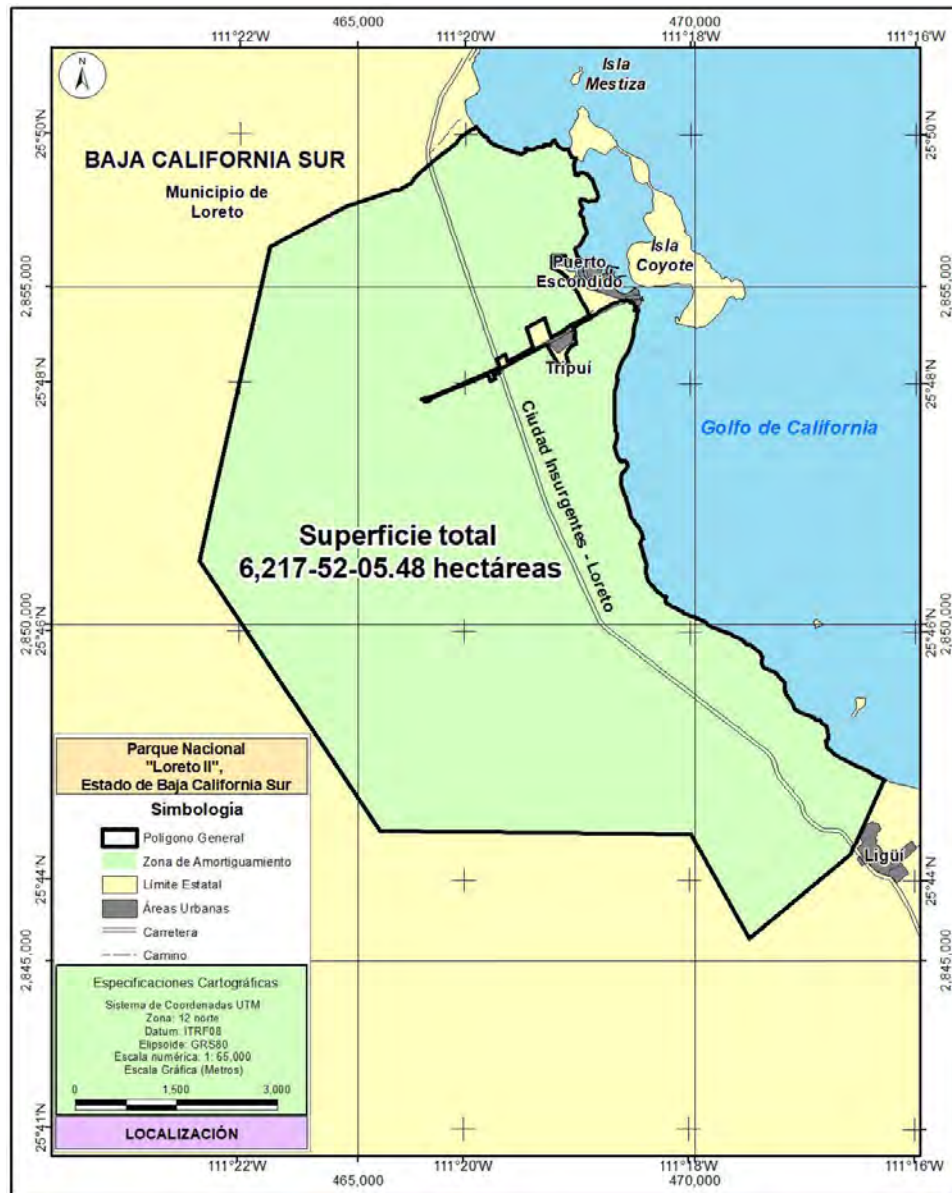 465,000
470,000
111°22'W
111°20'W
111°18'W
111°16'W
N
Isla
Mestiza
25°50'N
25°50'N
BAJA CALIFORNIA SUR
Municipio de
Loreto
Isla
Coyote
Puerto
Escondido
2,855,000
2,855,000
Tripuí
25°48'N
25°48'N
Golfo de California
Ciudad Insurgentes - Loreto
Superficie total
6,217-52-05.48 hectáreas
2,850,000
25°46'N
2,850,000
25°46'N
Parque Nacional
"Loreto II",
Estado de Baja California Sur
Simbología
Polígono General
Zona de Amortiguamiento
Límite Estatal
Áreas Urbanas
Carretera
Camino
Ligüí
25°44'N
25°44'N
2,845,000
2,845,000
Especificaciones Cartográficas
Sistema de Coordenadas UTM
Zona: 12 norte
Datum: ITRF08
Elipsoide: GRS80
Escala numérica: 1: 65,000
Escala Gráfica (Metros)
0 1,500 3,000
LOCALIZACIÓN
25°41'N
25°41'N
111°22'W
111°20'W
111°18'W
111°16'W
465,000
470,000